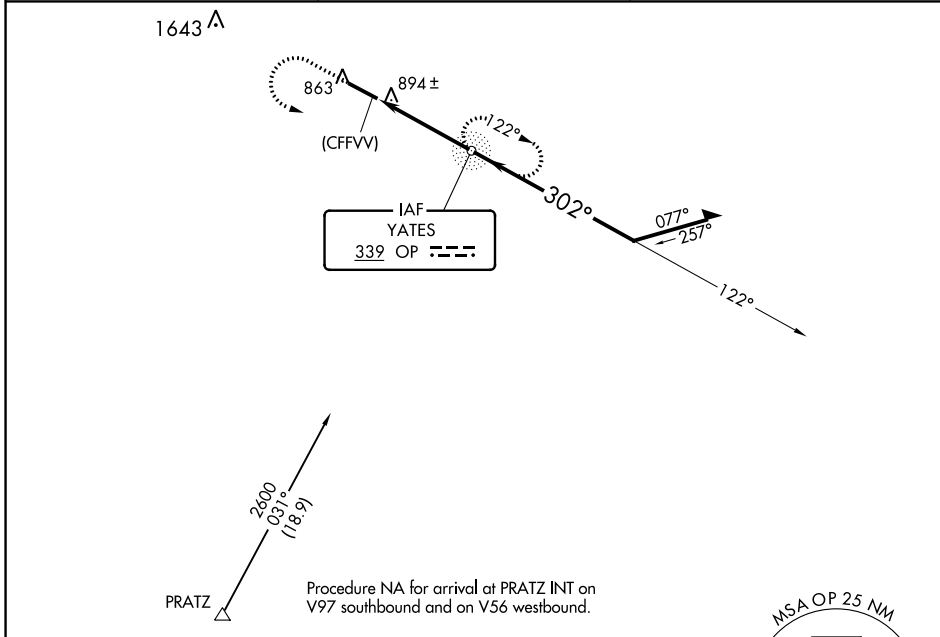 1643
863
894±
(CFFVV)
122°
302°
IAF
YATES
339 OP
077°
257°
122°
2600
031°
(18.9)
PRATZ
Procedure NA for arrival at PRATZ INT on
V97 southbound and on V56 westbound.
MSA OP 25 NM